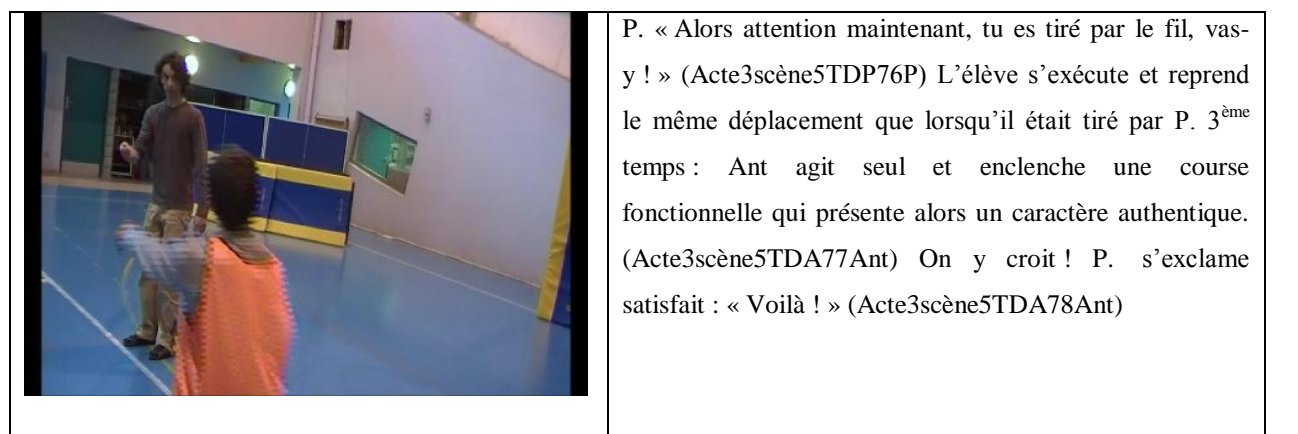 P. « Alors attention maintenant, tu es tiré par le fil, vas-
y ! » (Acte3scène5TDP76P) L’élève s’exécute et reprend
le même déplacement que lorsqu’il était tiré par P. 3ème
temps : Ant agit seul et enclenche une course
fonctionnelle qui présente alors un caractère authentique.
(Acte3scène5TDA77Ant) On y croit ! P. s’exclame
satisfait : « Voilà ! » (Acte3scène5TDA78Ant)